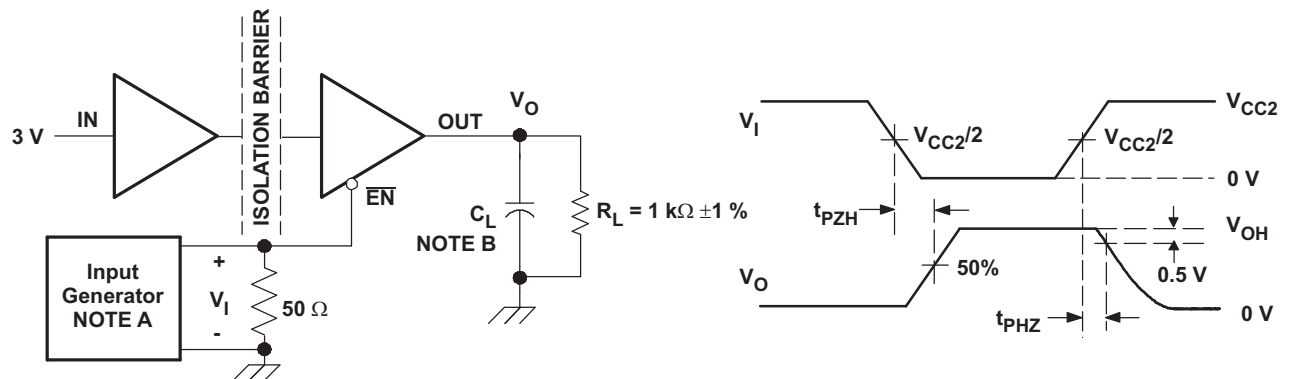 ISOLATION BARRIER
3 V
IN
OUT
V_O
EN
C_L
NOTE B
R_L = 1 kΩ ±1 %
Input
Generator
NOTE A
+
V_I
-
50 Ω
V_I
V_CC2/2
V_CC2/2
V_CC2
0 V
t_PZH
V_O
50%
t_PHZ
V_OH
0.5 V
0 V